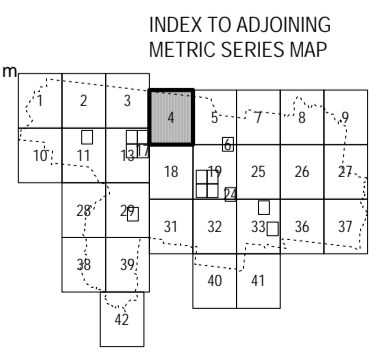 INDEX TO ADJOINING
METRIC SERIES MAP
m
1 2 3 4 5 7 8 9
6
10 11 13 17 18 19 25 26 27
24
28 29 31 32 33 36 37
38 39 40 41
42